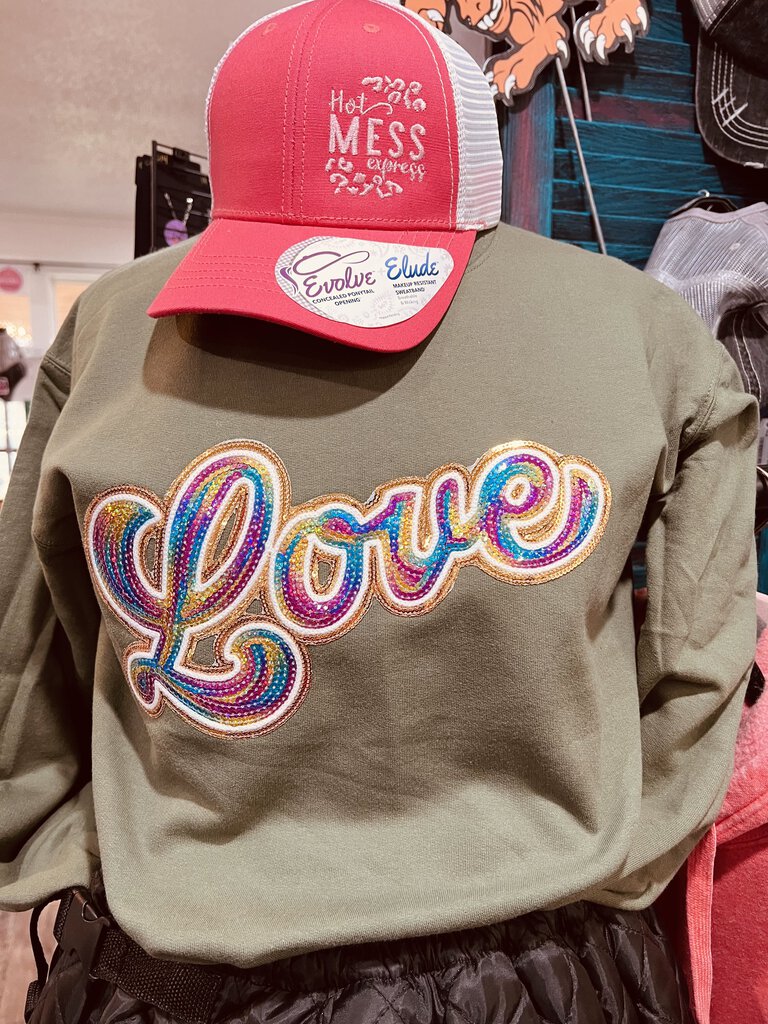 Hot
MESS
express
Evolve + Elude
CONCEALED PONYTAIL
OPENING
MAKEUP RESISTANT
SWEATBAND
Love